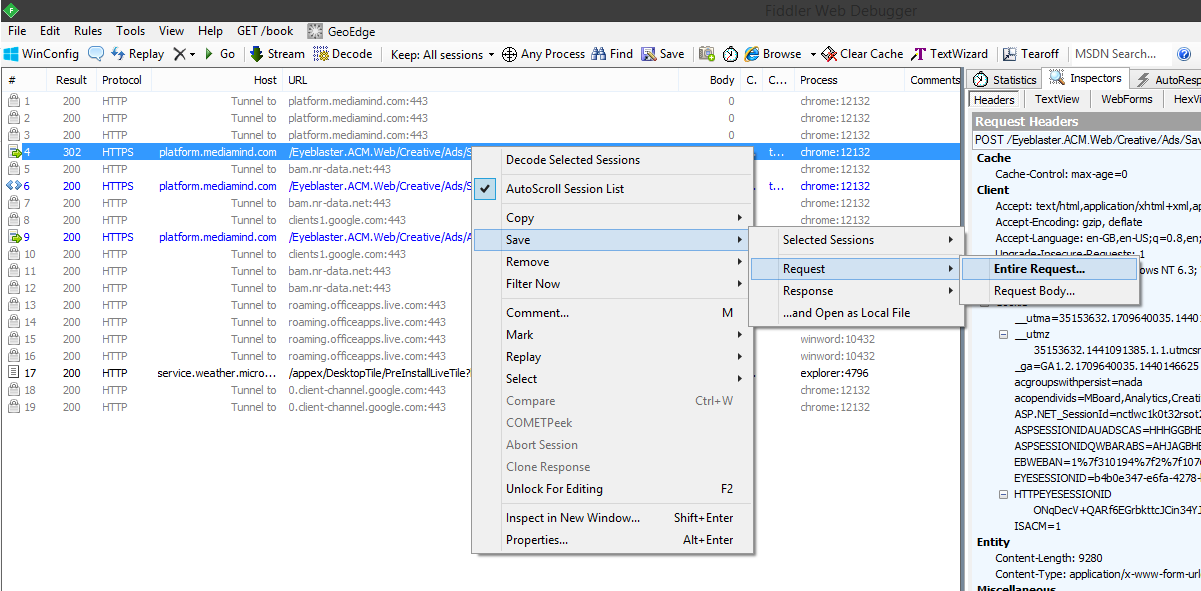 Fiddler Web Debugger
File Edit Rules Tools View Help GET /book GeoEdge
WinConfig Replay Go Stream Decode Keep: All sessions Any Process Find Save Browse Clear Cache TextWizard Tearoff MSDN Search...
# Result Protocol Host URL Body C. C... Process Comments
1 200 HTTP Tunnel to platform.mediamind.com:443 0 chrome:12132
2 200 HTTP Tunnel to platform.mediamind.com:443 0 chrome:12132
3 200 HTTP Tunnel to platform.mediamind.com:443 0 chrome:12132
4 302 HTTPS platform.mediamind.com /Eyeblaster.ACM.Web/Creative/Ads/S t... chrome:12132
5 200 HTTP Tunnel to bam.nr-data.net:443 chrome:12132
6 200 HTTPS platform.mediamind.com /Eyeblaster.ACM.Web/Creative/Ads/S t... chrome:12132
7 200 HTTP Tunnel to bam.nr-data.net:443 chrome:12132
8 200 HTTP Tunnel to clients1.google.com:443 chrome:12132
9 200 HTTPS platform.mediamind.com /Eyeblaster.ACM.Web/Creative/Ads/A
10 200 HTTP Tunnel to clients1.google.com:443
11 200 HTTP Tunnel to bam.nr-data.net:443
12 200 HTTP Tunnel to bam.nr-data.net:443
13 200 HTTP Tunnel to roaming.officeapps.live.com:443
14 200 HTTP Tunnel to roaming.officeapps.live.com:443
15 200 HTTP Tunnel to roaming.officeapps.live.com:443 winword:10432
16 200 HTTP Tunnel to roaming.officeapps.live.com:443 winword:10432
17 200 HTTP service.weather.micro... /appex/DesktopTile/PreInstallLiveTile? explorer:4796
18 200 HTTP Tunnel to 0.client-channel.google.com:443 chrome:12132
19 200 HTTP Tunnel to 0.client-channel.google.com:443 chrome:12132
Decode Selected Sessions
AutoScroll Session List
Copy
Save
Remove
Filter Now
Comment... M
Mark
Replay
Select
Compare Ctrl+W
COMETPeek
Abort Session
Clone Response
Unlock For Editing F2
Inspect in New Window... Shift+Enter
Properties... Alt+Enter
Selected Sessions
Request
Response
...and Open as Local File
Entire Request...
Request Body...
Statistics Inspectors AutoResp
Headers TextView WebForms HexVi
Request Headers
POST /Eyeblaster.ACM.Web/Creative/Ads/Sav
Cache
Cache-Control: max-age=0
Client
Accept: text/html,application/xhtml+xml,ap
Accept-Encoding: gzip, deflate
Accept-Language: en-GB,en-US;q=0.8,en;
Upgrade-Insecure-Requests: 1
ows NT 6.3;
__utma=35153632.1709640035.14401
__utmz
35153632.1441091385.1.1.utmcsr
_ga=GA1.2.1709640035.1440146625
acgroupswithpersist=nada
acopendivids=MBoard,Analytics,Creati
ASP.NET_SessionId=nctlwc1k0t32rsot2
ASPSESSIONIDAUADSCAS=HHHGGBHE
ASPSESSIONIDQWBARABS=AHJAGBHE
EBWEBAN=1%7f310194%7f2%7f1076
EYESESSIONID=b4b0e347-e6fa-4278-
HTTPEYESESSIONID
ONqDecV+QARf6EGrbkttcJCin34YJ
ISACM=1
Entity
Content-Length: 9280
Content-Type: application/x-www-form-url
Miscellaneous